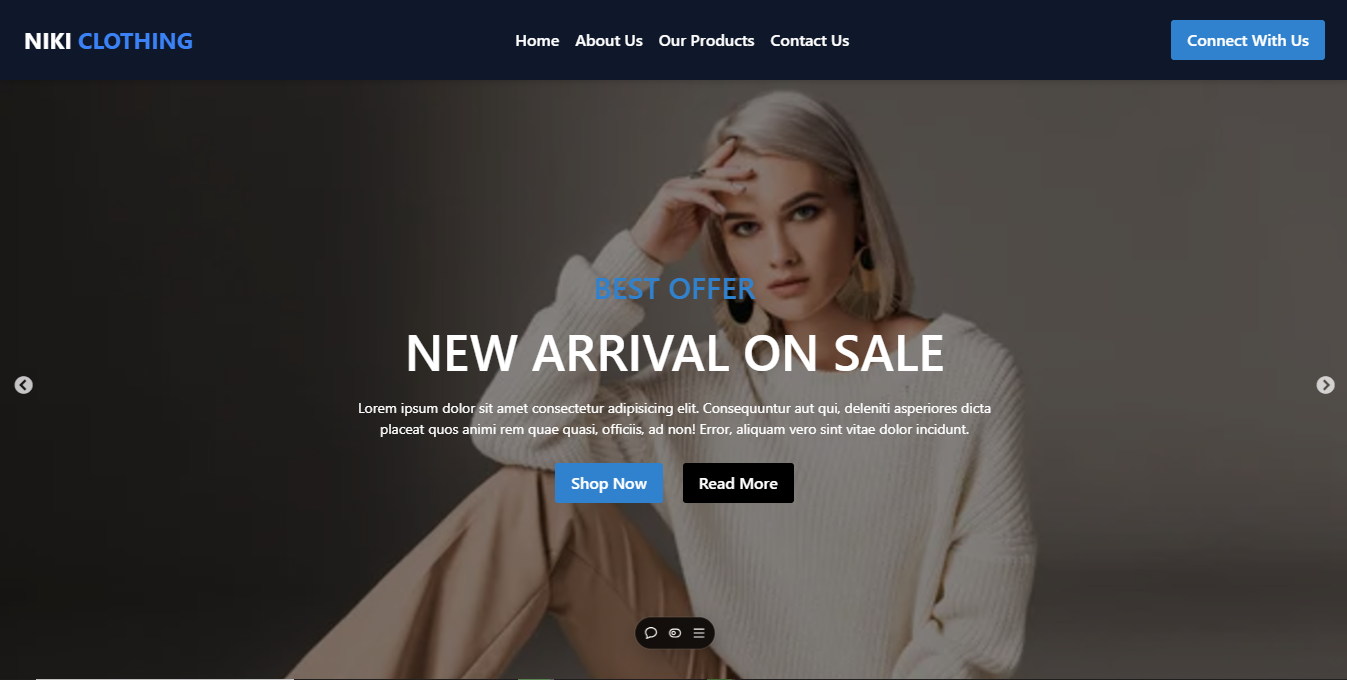 NIKI CLOTHING
Home About Us Our Products Contact Us
Connect With Us
BEST OFFER
NEW ARRIVAL ON SALE
Lorem ipsum dolor sit amet consectetur adipisicing elit. Consequuntur aut qui, deleniti asperiores dicta
placeat quos animi rem quae quasi, officiis, ad non! Error, aliquam vero sint vitae dolor incidunt.
Shop Now
Read More